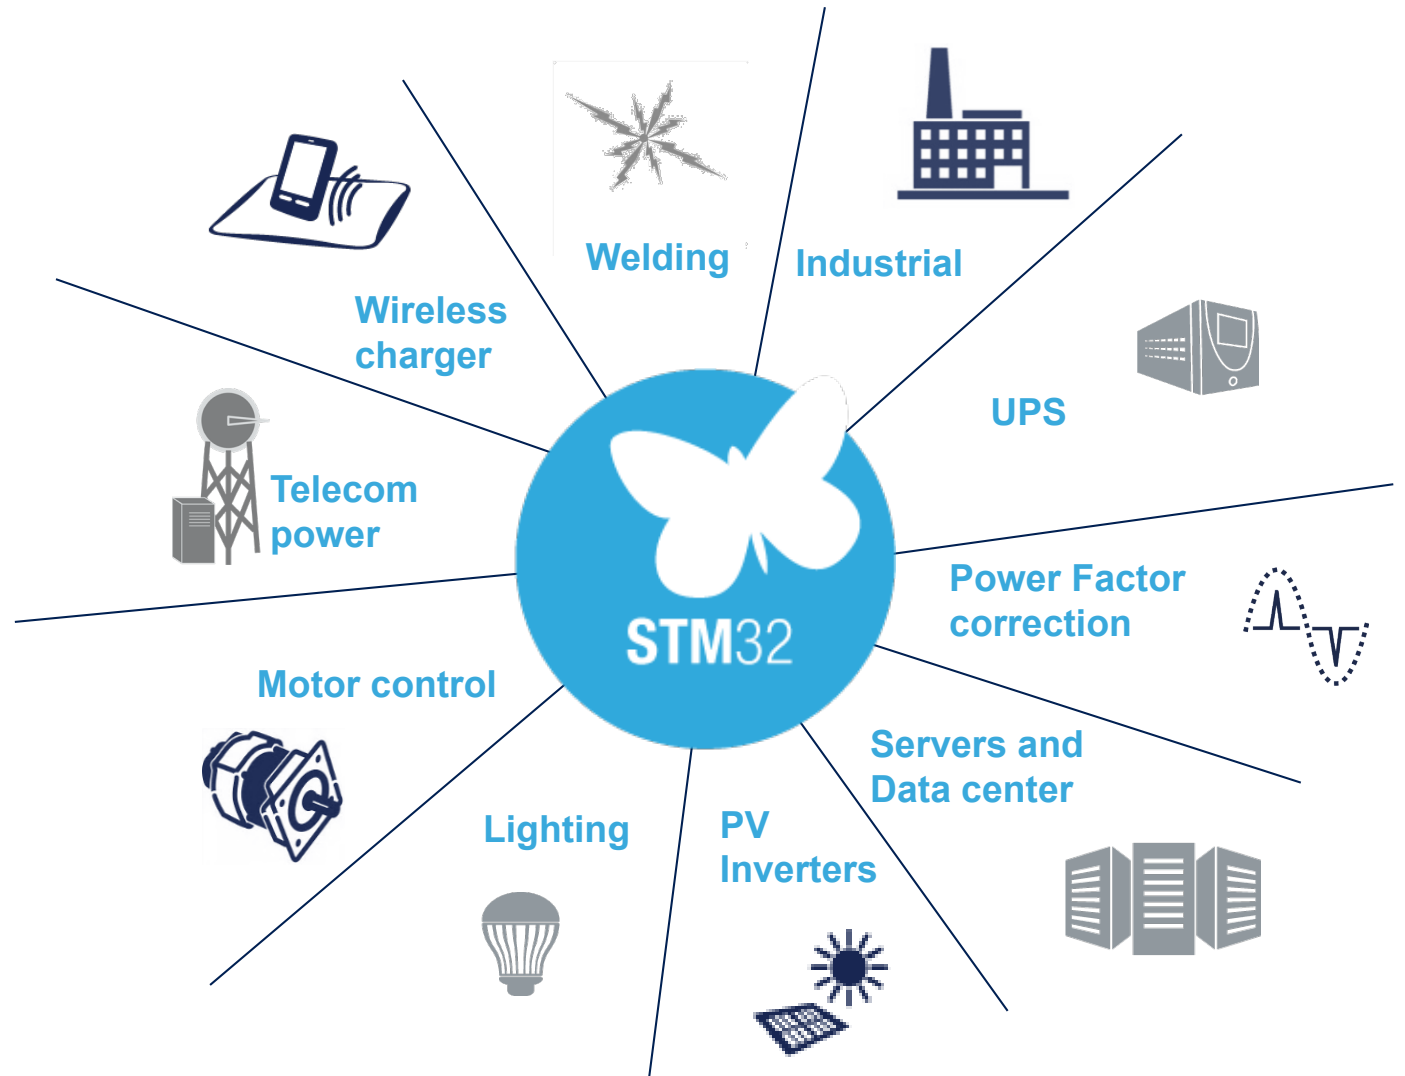 Welding
Industrial
Wireless
charger
UPS
Telecom
power
Power Factor
correction
STM32
Motor control
Servers and
Data center
Lighting
PV
Inverters